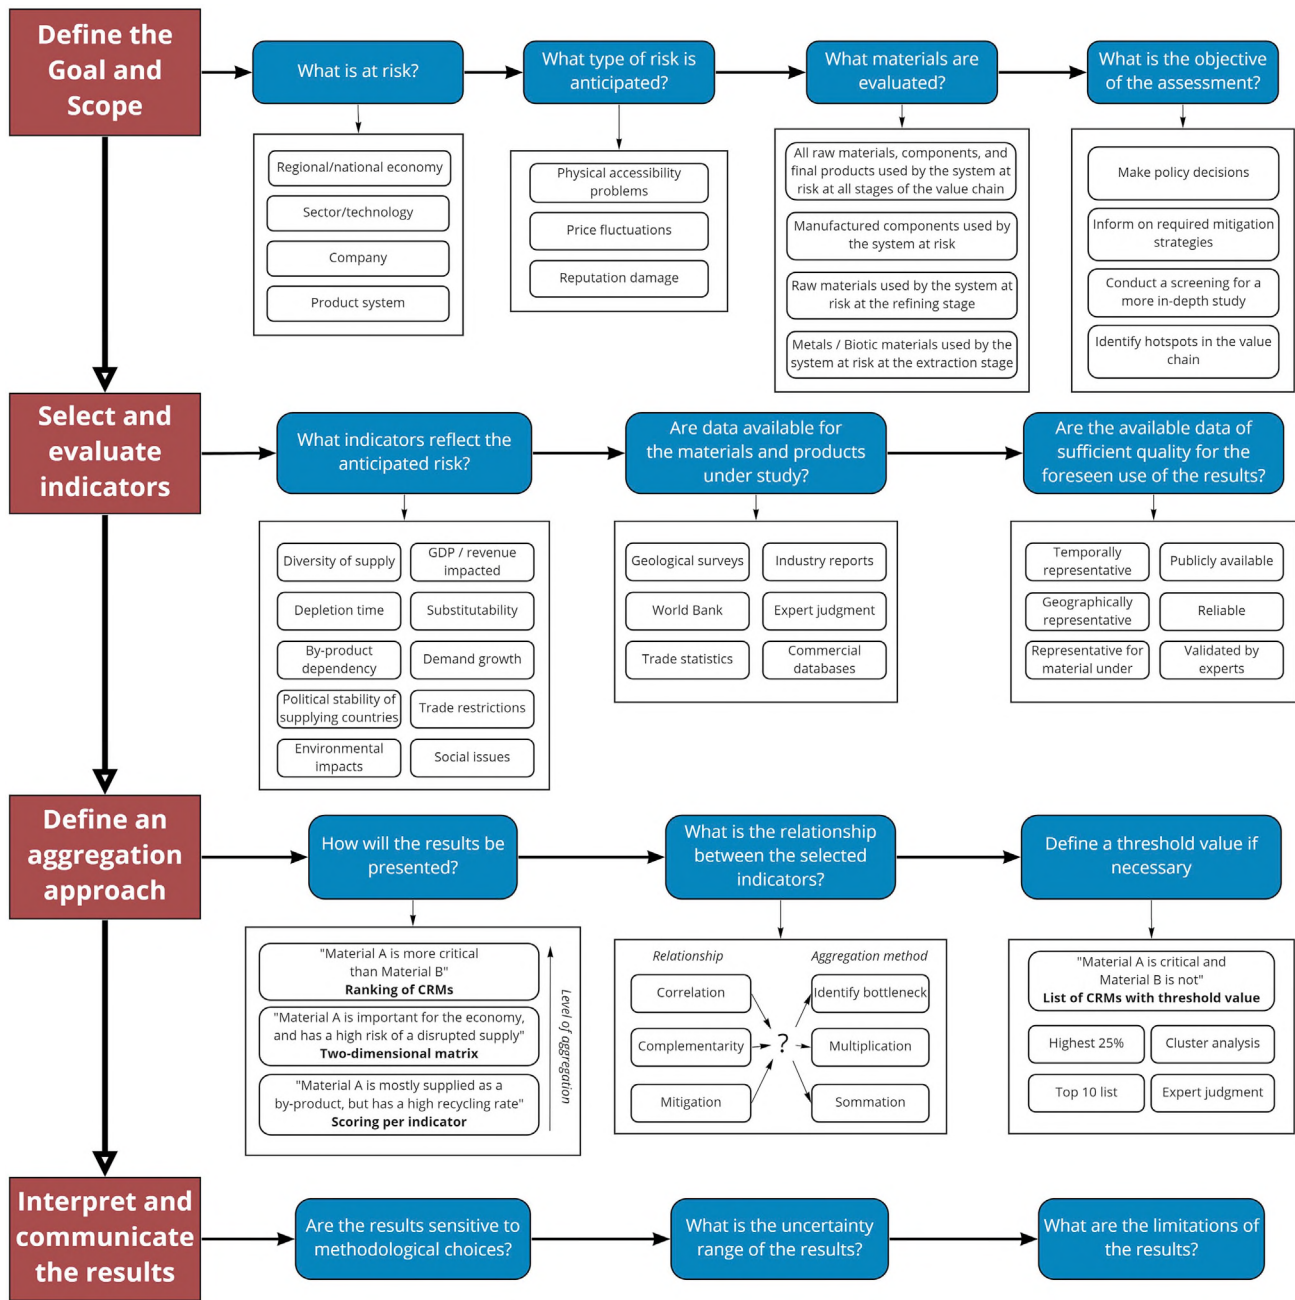 Define the
Goal and
Scope
What is at risk?
Regional/national economy
Sector/technology
Company
Product system
What type of risk is
anticipated?
Physical accessibility
problems
Price fluctuations
Reputation damage
What materials are
evaluated?
All raw materials, components, and
final products used by the system at
risk at all stages of the value chain
Manufactured components used by
the system at risk
Raw materials used by the system at
risk at the refining stage
Metals / Biotic materials used by the
system at risk at the extraction stage
What is the objective
of the assessment?
Make policy decisions
Inform on required mitigation
strategies
Conduct a screening for a
more in-depth study
Identify hotspots in the value
chain
Select and
evaluate
indicators
What indicators reflect the
anticipated risk?
Diversity of supply
GDP / revenue
impacted
Depletion time
Substitutability
By-product
dependency
Demand growth
Political stability of
supplying countries
Trade restrictions
Environmental
impacts
Social issues
Are data available for
the materials and products
under study?
Geological surveys
Industry reports
World Bank
Expert judgment
Trade statistics
Commercial
databases
Are the available data of
sufficient quality for the
foreseen use of the results?
Temporally
representative
Publicly available
Geographically
representative
Reliable
Representative for
material under
Validated by
experts
Define an
aggregation
approach
How will the results be
presented?
"Material A is more critical
than Material B"
Ranking of CRMs
"Material A is important for the economy,
and has a high risk of a disrupted supply"
Two-dimensional matrix
"Material A is mostly supplied as a
by-product, but has a high recycling rate"
Scoring per indicator
Level of aggregation
What is the relationship
between the selected
indicators?
Relationship
Aggregation method
Correlation
Identify bottleneck
Complementarity
?
Multiplication
Mitigation
Sommation
Define a threshold value if
necessary
"Material A is critical and
Material B is not"
List of CRMs with threshold value
Highest 25%
Cluster analysis
Top 10 list
Expert judgment
Interpret and
communicate
the results
Are the results sensitive to
methodological choices?
What is the uncertainty
range of the results?
What are the limitations of
the results?